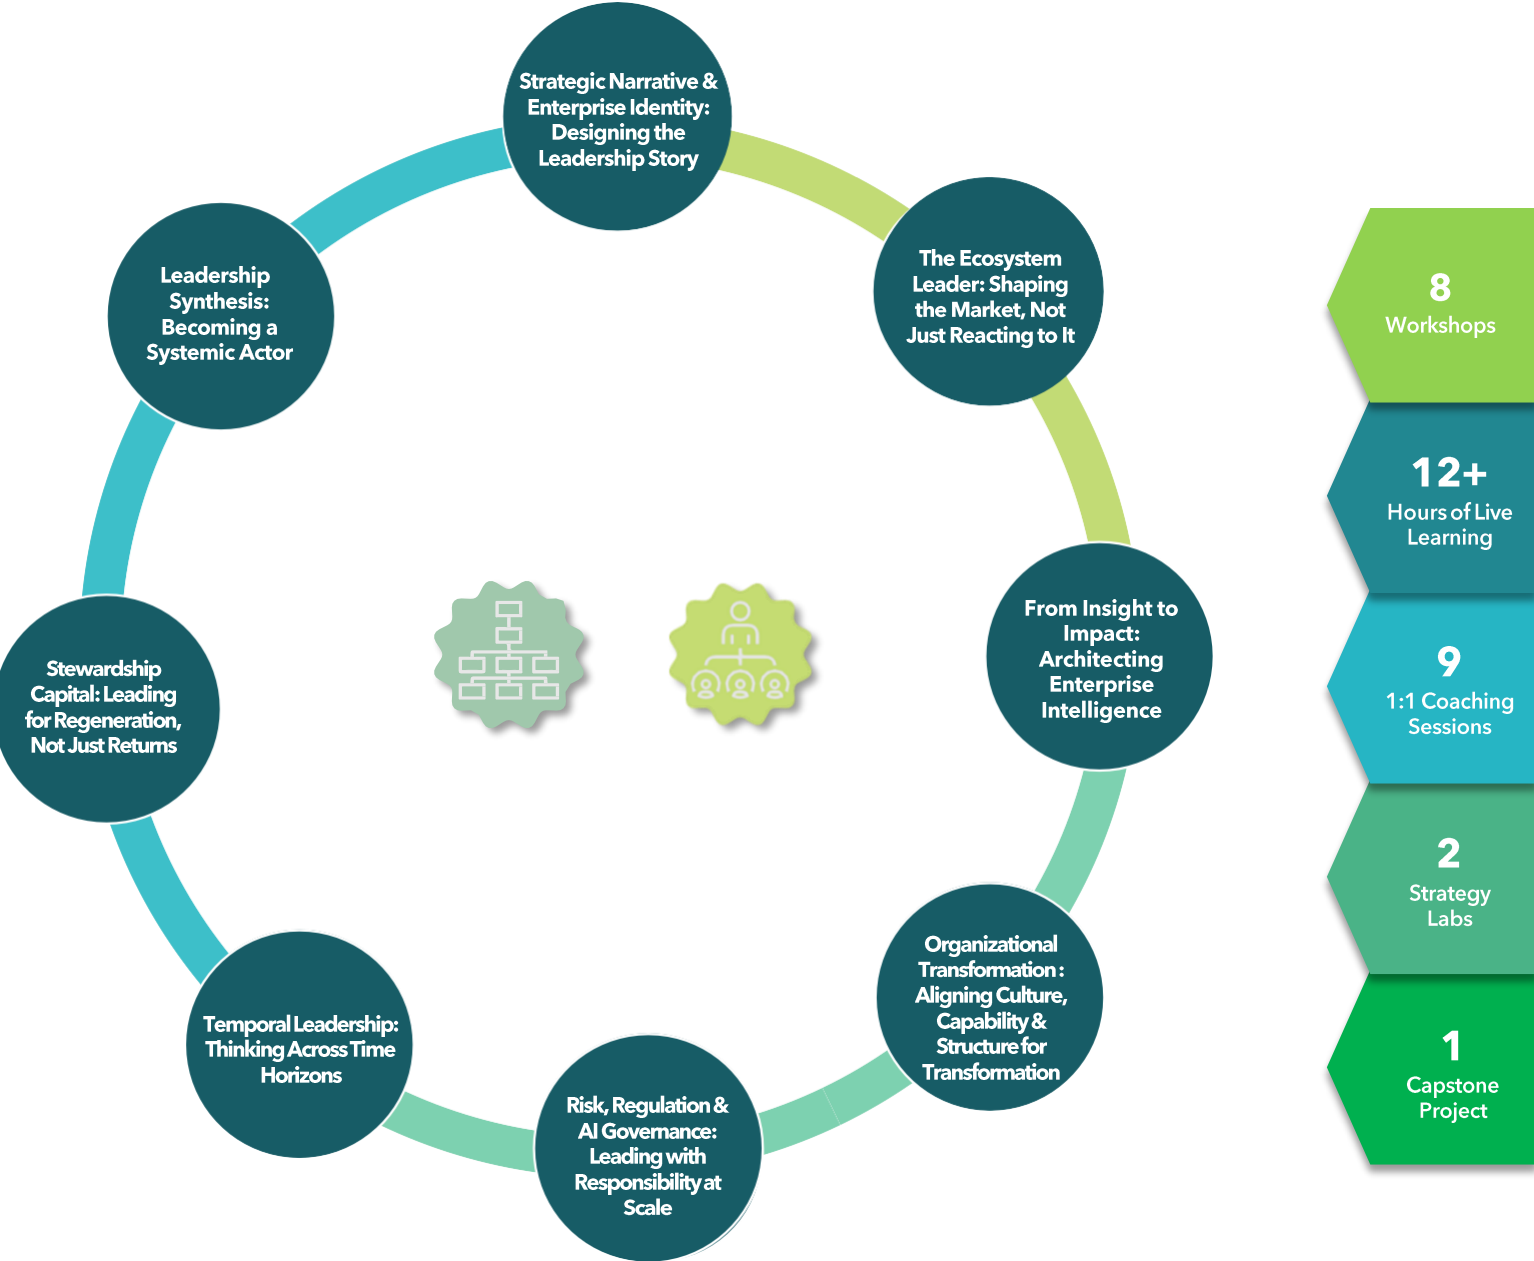 Strategic Narrative &
Enterprise Identity:
Designing the
Leadership Story
The Ecosystem
Leader: Shaping
the Market, Not
Just Reacting to It
From Insight to
Impact:
Architecting
Enterprise
Intelligence
Organizational
Transformation :
Aligning Culture,
Capability &
Structure for
Transformation
Risk, Regulation &
AI Governance:
Leading with
Responsibility at
Scale
Temporal Leadership:
Thinking Across Time
Horizons
Stewardship
Capital: Leading
for Regeneration,
Not Just Returns
Leadership
Synthesis:
Becoming a
Systemic Actor
8
Workshops
12+
Hours of Live
Learning
9
1:1 Coaching
Sessions
2
Strategy
Labs
1
Capstone
Project